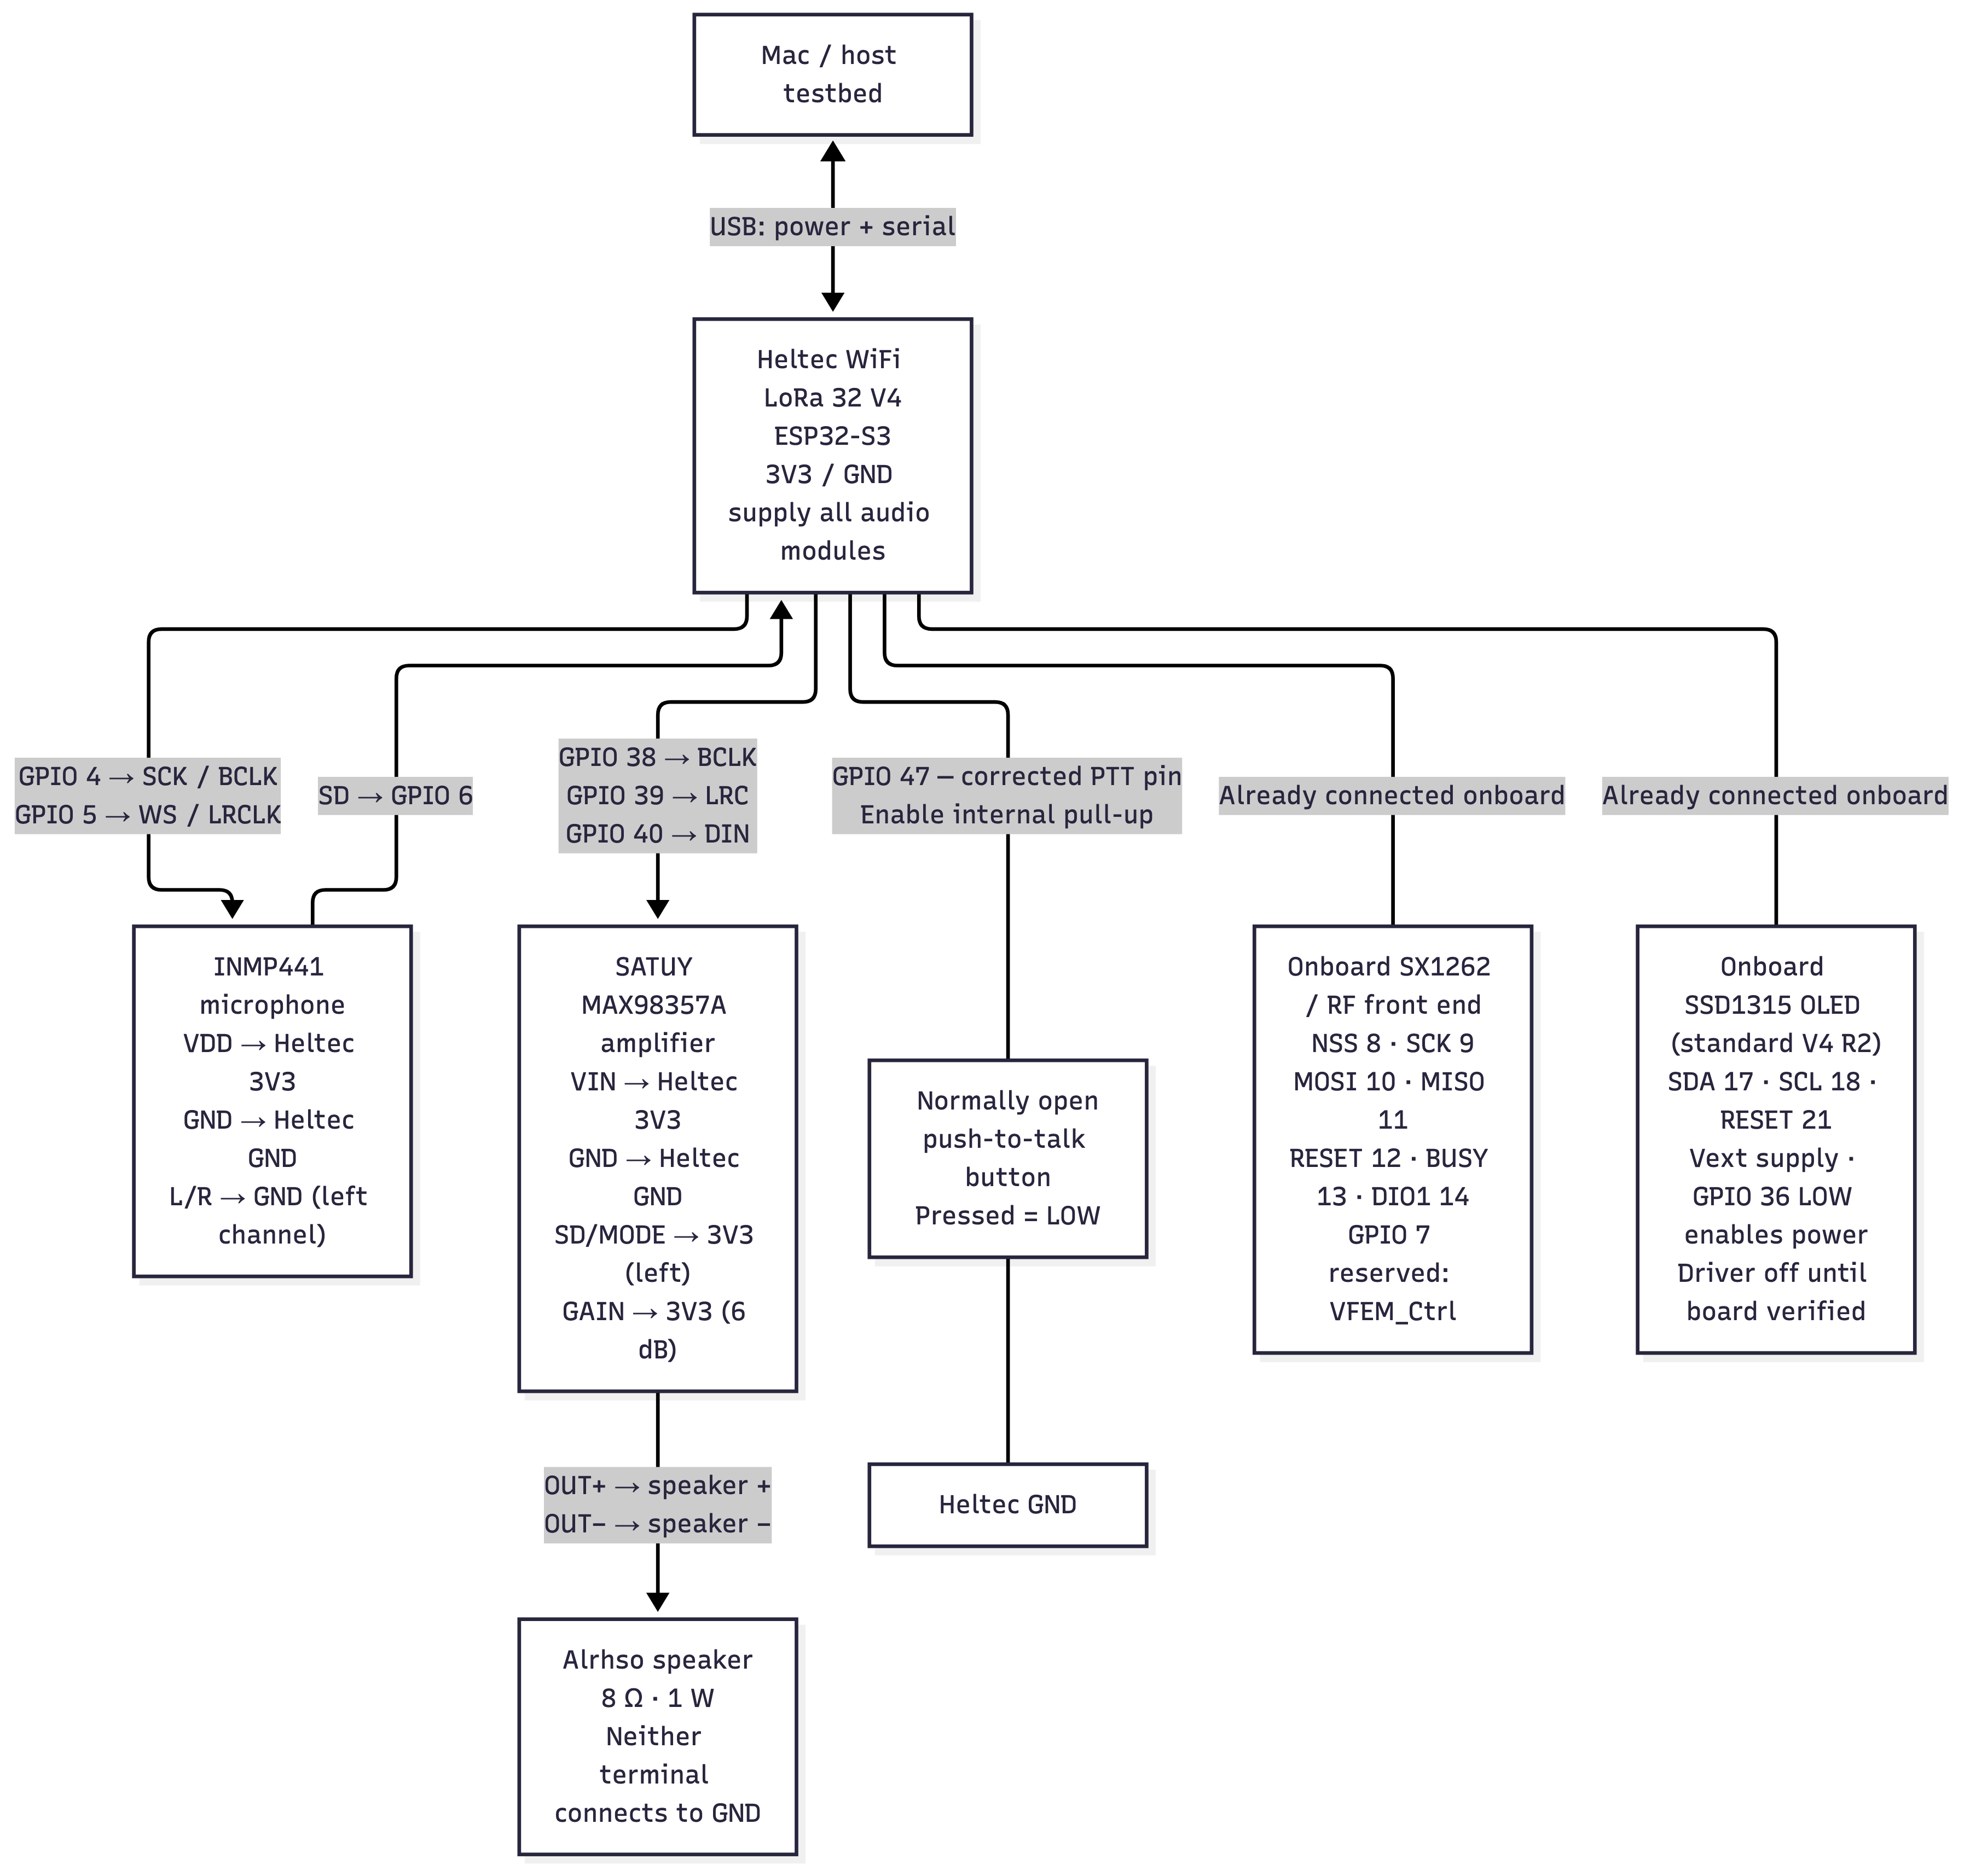 Mac / host
testbed
USB: power + serial
Heltec WiFi
LoRa 32 V4
ESP32-S3
3V3 / GND
supply all audio
modules
GPIO 4 → SCK / BCLK
GPIO 5 → WS / LRCLK
SD → GPIO 6
GPIO 38 → BCLK
GPIO 39 → LRC
GPIO 40 → DIN
GPIO 47 — corrected PTT pin
Enable internal pull-up
Already connected onboard
Already connected onboard
INMP441
microphone
VDD → Heltec
3V3
GND → Heltec
GND
L/R → GND (left
channel)
SATUY
MAX98357A
amplifier
VIN → Heltec
3V3
GND → Heltec
GND
SD/MODE → 3V3
(left)
GAIN → 3V3 (6
dB)
Normally open
push-to-talk
button
Pressed = LOW
Onboard SX1262
/ RF front end
NSS 8 · SCK 9
MOSI 10 · MISO
11
RESET 12 · BUSY
13 · DIO1 14
GPIO 7
reserved:
VFEM_Ctrl
Onboard
SSD1315 OLED
(standard V4 R2)
SDA 17 · SCL 18 ·
RESET 21
Vext supply ·
GPIO 36 LOW
enables power
Driver off until
board verified
OUT+ → speaker +
OUT− → speaker −
Heltec GND
Alrhso speaker
8 Ω · 1 W
Neither
terminal
connects to GND